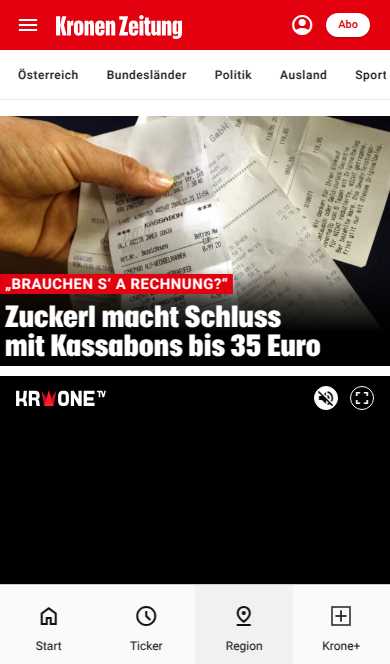 Kronen Zeitung
Abo
Österreich Bundesländer Politik Ausland Sport
KASSABON
„BRAUCHEN S’ A RECHNUNG?“
Zuckerl macht Schluss
mit Kassabons bis 35 Euro
KRONE TV
Start Ticker Region Krone+